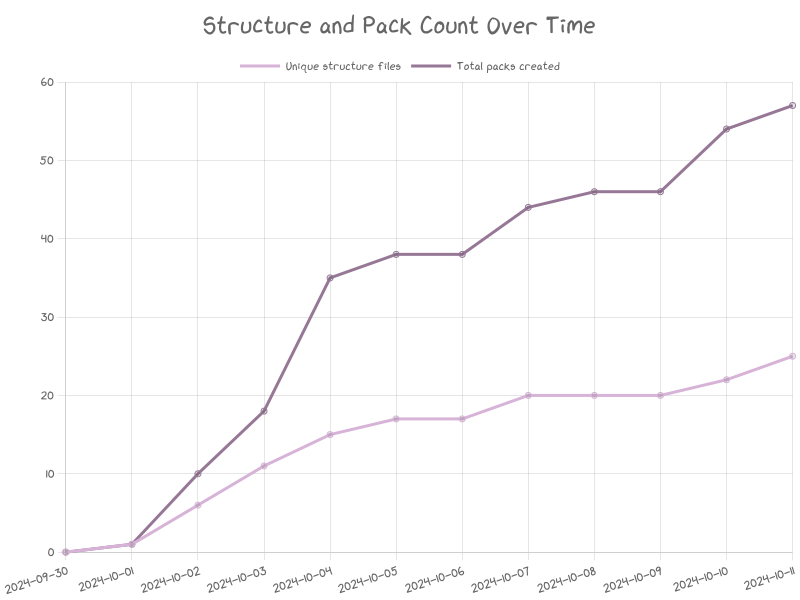 Structure and Pack Count Over Time
Unique structure files Total packs created
60
50
40
30
20
10
0
2024-09-30 2024-10-01 2024-10-02 2024-10-03 2024-10-04 2024-10-05 2024-10-06 2024-10-07 2024-10-08 2024-10-09 2024-10-10 2024-10-11